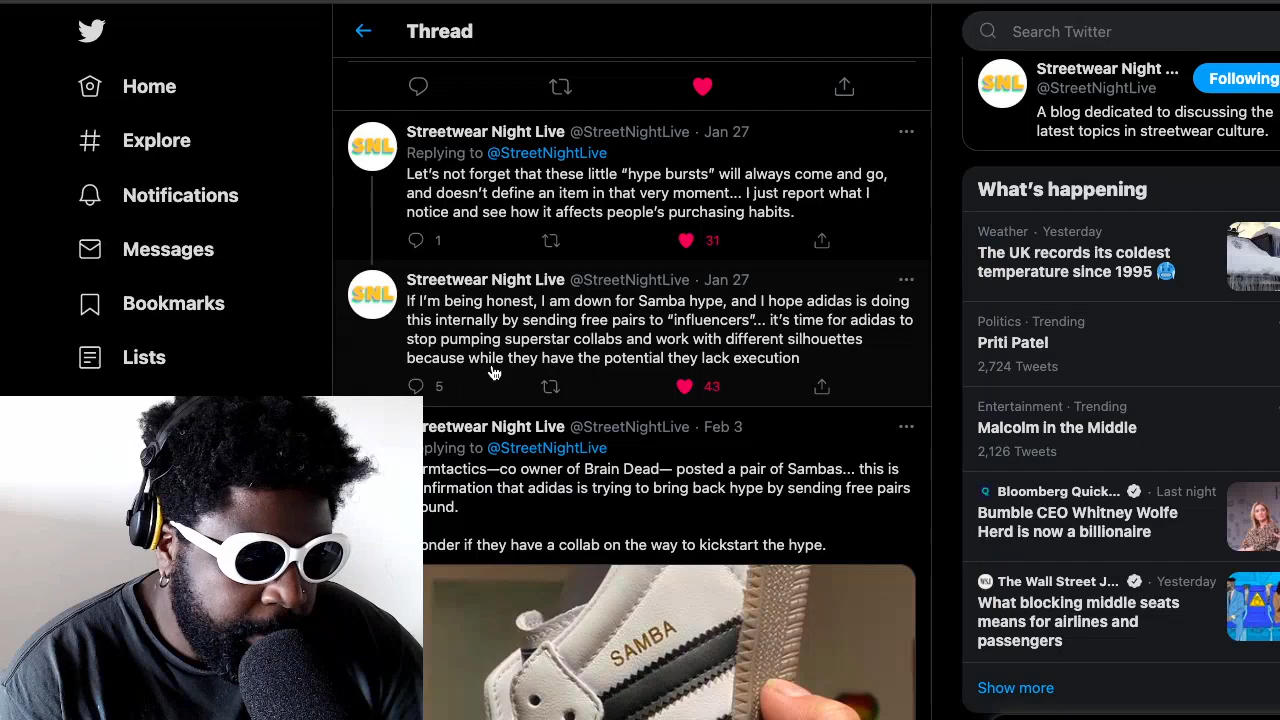 Home
Explore
Notifications
Messages
Bookmarks
Lists
Thread
SNL
Streetwear Night Live @StreetNightLive · Jan 27
Replying to @StreetNightLive
Let's not forget that these little “hype bursts” will always come and go,
and doesn't define an item in that very moment... I just report what I
notice and see how it affects people's purchasing habits.
1
31
SNL
Streetwear Night Live @StreetNightLive · Jan 27
If I'm being honest, I am down for Samba hype, and I hope adidas is doing
this internally by sending free pairs to “influencers”... it's time for adidas to
stop pumping superstar collabs and work with different silhouettes
because while they have the potential they lack execution
5
43
Night Live @StreetNightLive · Feb 3
@StreetNightLive
owner of Brain Dead— posted a pair of Sambas... this is
that adidas is trying to bring back hype by sending free pairs
if they have a collab on the way to kickstart the hype.
SAMBA
Search Twitter
SNL
Streetwear Night ...
@StreetNightLive
Following
A blog dedicated to discussing the
latest topics in streetwear culture.
What's happening
Weather · Yesterday
The UK records its coldest
temperature since 1995 🥶
Politics · Trending
Priti Patel
2,724 Tweets
Entertainment · Trending
Malcolm in the Middle
2,126 Tweets
Bloomberg Quick... · Last night
Bumble CEO Whitney Wolfe
Herd is now a billionaire
The Wall Street J... · Yesterday
What blocking middle seats
means for airlines and
passengers
Show more